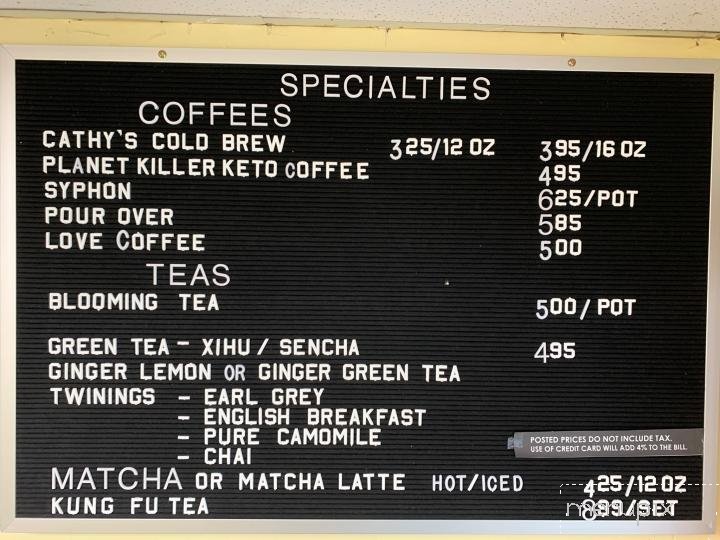 SPECIALTIES
COFFEES
CATHY'S COLD BREW 325/12 OZ 395/16 OZ
PLANET KILLER KETO COFFEE 495
SYPHON 625/POT
POUR OVER 585
LOVE COFFEE 500
TEAS
BLOOMING TEA 500/ POT
GREEN TEA - XIHU / SENCHA 495
GINGER LEMON OR GINGER GREEN TEA
TWININGS - EARL GREY
- ENGLISH BREAKFAST
- PURE CAMOMILE
- CHAI
POSTED PRICES DO NOT INCLUDE TAX.
USE OF CREDIT CARD WILL ADD 4% TO THE BILL.
MATCHA OR MATCHA LATTE HOT/ICED 425/12 OZ
KUNG FU TEA 899/SET
menupix